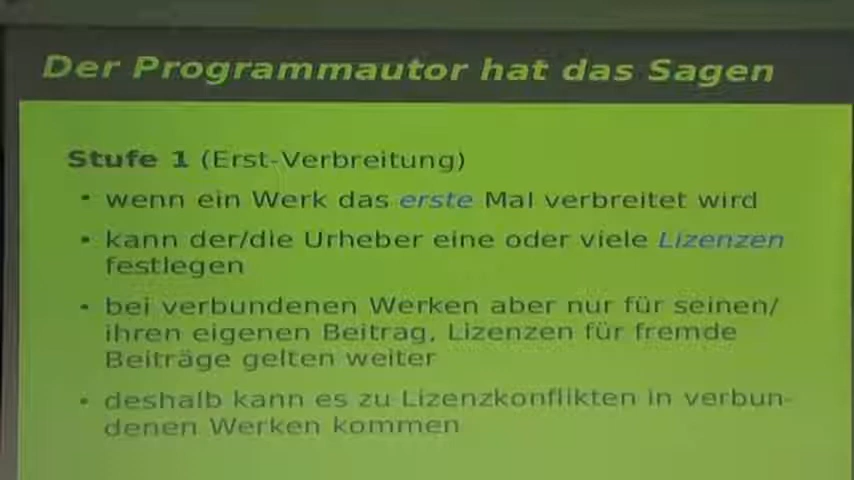 Der Programmautor hat das Sagen
Stufe 1 (Erst-Verbreitung)
• wenn ein Werk das erste Mal verbreitet wird
• kann der/die Urheber eine oder viele Lizenzen
festlegen
• bei verbundenen Werken aber nur für seinen/
ihren eigenen Beitrag, Lizenzen für fremde
Beiträge gelten weiter
• deshalb kann es zu Lizenzkonflikten in verbun-
denen Werken kommen